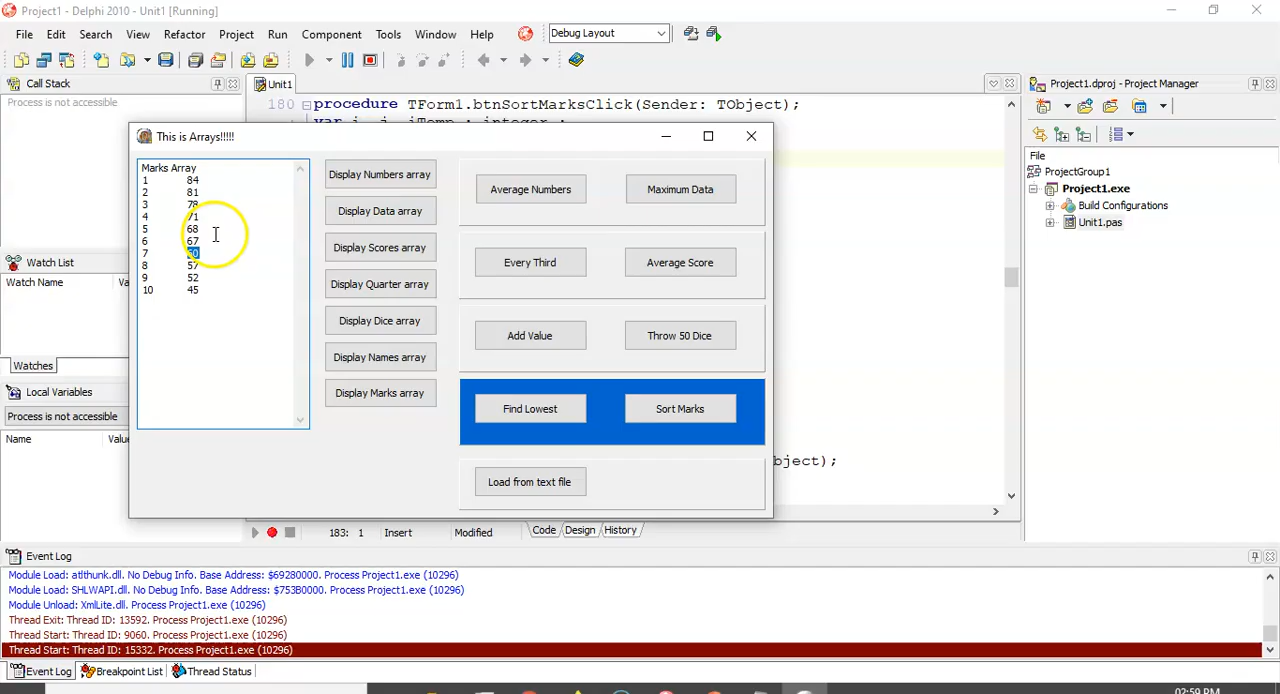 Project1 - Delphi 2010 - Unit1 [Running]
File Edit Search View Refactor Project Run Component Tools Window Help Debug Layout
Call Stack
Process is not accessible
Unit1
180 procedure TForm1.btnSortMarksClick(Sender: TObject);
var i, j, iTemp : integer ;
Project1.dproj - Project Manager
File
ProjectGroup1
Project1.exe
Build Configurations
Unit1.pas
This is Arrays!!!!!
Marks Array
1 84
2 81
3 78
4 71
5 68
6 67
7 60
8 57
9 52
10 45
Display Numbers array
Display Data array
Display Scores array
Display Quarter array
Display Dice array
Display Names array
Display Marks array
Average Numbers Maximum Data
Every Third Average Score
Add Value Throw 50 Dice
Find Lowest Sort Marks
Load from text file
bject);
Watch List
Watch Name Va
Watches
Local Variables
Process is not accessible
Name Value
183: 1 Insert Modified Code Design History
Event Log
Module Load: atlthunk.dll. No Debug Info. Base Address: $69280000. Process Project1.exe (10296)
Module Load: SHLWAPI.dll. No Debug Info. Base Address: $753B0000. Process Project1.exe (10296)
Module Unload: XmlLite.dll. Process Project1.exe (10296)
Thread Exit: Thread ID: 13592. Process Project1.exe (10296)
Thread Start: Thread ID: 9060. Process Project1.exe (10296)
Thread Start: Thread ID: 15332. Process Project1.exe (10296)
Event Log Breakpoint List Thread Status
02:59 PM